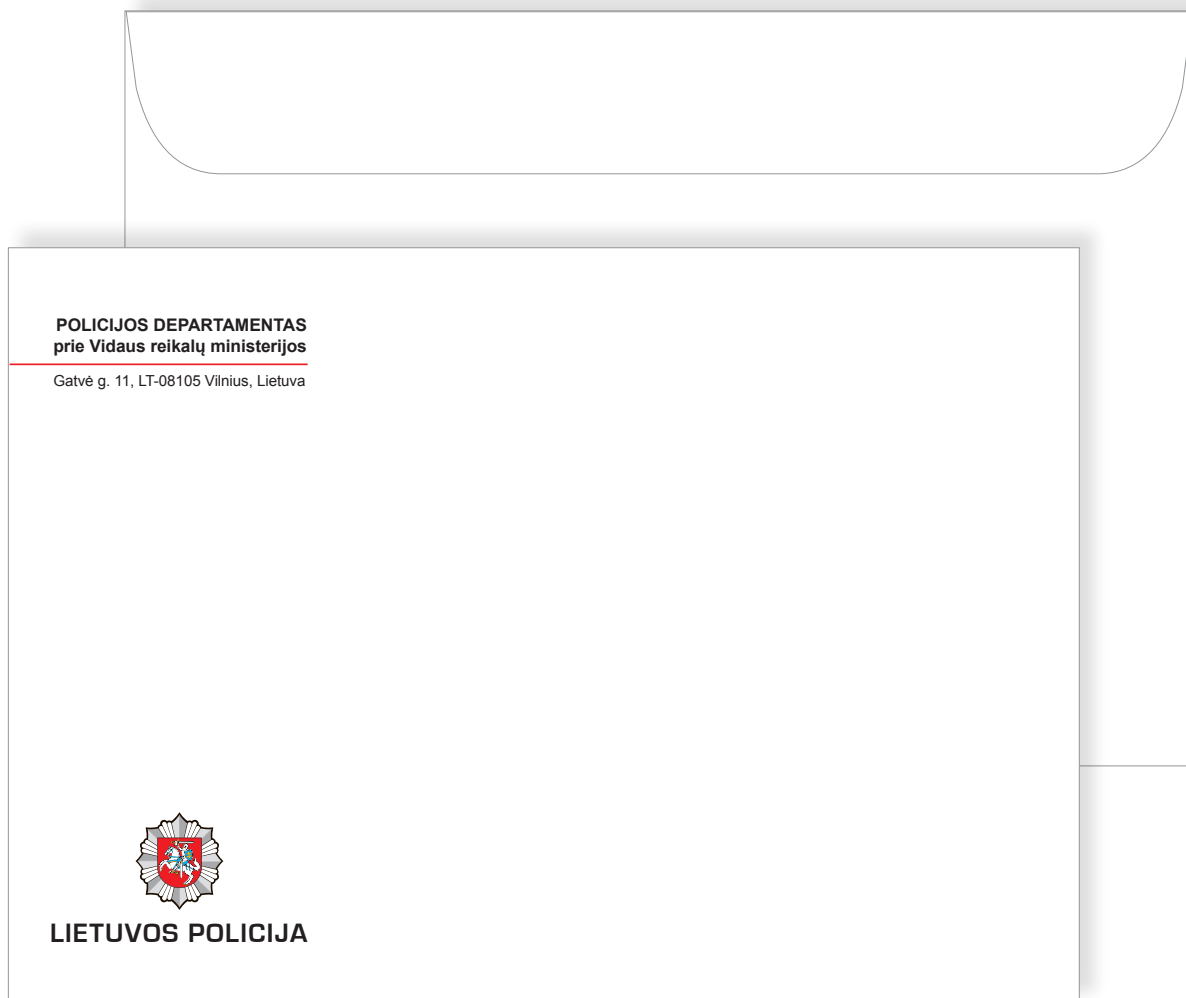 POLICIJOS DEPARTAMENTAS
prie Vidaus reikalų ministerijos
Gatvė g. 11, LT-08105 Vilnius, Lietuva
LIETUVOS POLICIJA